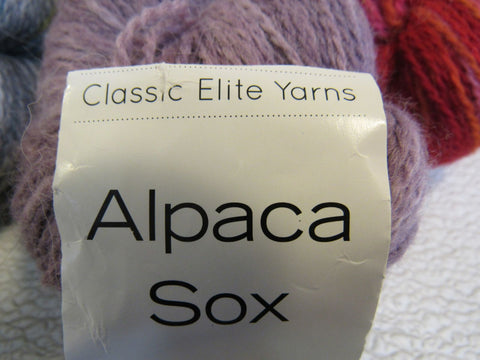 Classic Elite Yarns
Alpaca
Sox